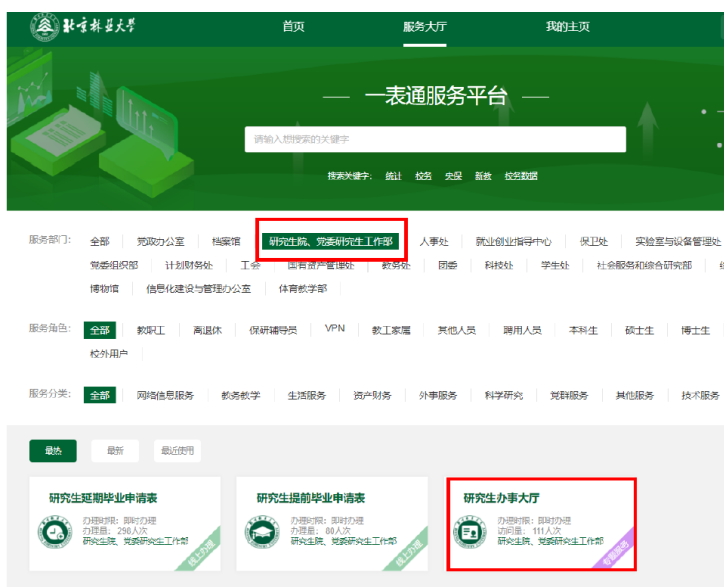 北京林业大学
首页 服务大厅 我的主页
一表通服务平台
请输入想搜索的关键字
搜索关键字: 统计 校务 史保 新教 校务数据
服务部门: 全部 党政办公室 档案馆 研究生院、党委研究生工作部 人事处 就业创业指导中心 保卫处 实验室与设备管理处
党委组织部 计划财务处 工会 国有资产管理处 教务处 团委 科技处 学生处 社会服务和综合研究部
博物馆 信息化建设与管理办公室 体育教学部
服务角色: 全部 教职工 离退休 保研辅导员 VPN 教工家属 其他人员 聘用人员 本科生 硕士生 博士生
校外用户
服务分类: 全部 网络信息服务 教务教学 生活服务 资产财务 外事服务 科学研究 党群服务 其他服务 技术服务
最热 最新 最近使用
研究生延期毕业申请表
办理时限: 即时办理
办理量: 298人次
研究生院、党委研究生工作部
线上办理
研究生提前毕业申请表
办理时限: 即时办理
办理量: 80人次
研究生院、党委研究生工作部
线上办理
研究生办事大厅
办理时限: 即时办理
访问量: 111人次
研究生院、党委研究生工作部
专题服务